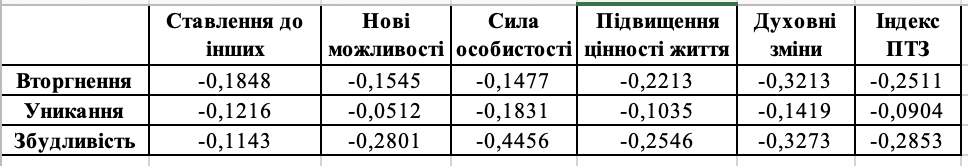 Ставлення до інших Нові можливості Сила особистості Підвищення цінності життя Духовні зміни Індекс ПТЗ
Вторгнення -0,1848 -0,1545 -0,1477 -0,2213 -0,3213 -0,2511
Уникання -0,1216 -0,0512 -0,1831 -0,1035 -0,1419 -0,0904
Збудливість -0,1143 -0,2801 -0,4456 -0,2546 -0,3273 -0,2853